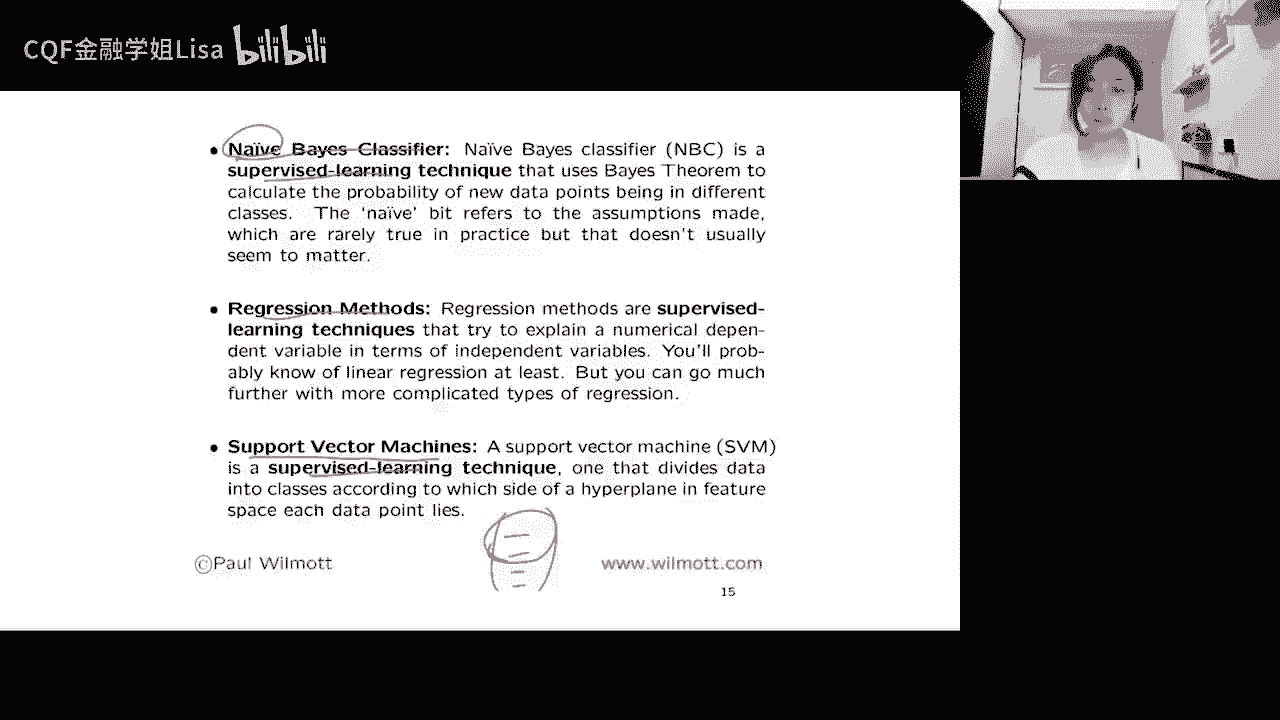 CQF金融学姐Lisa bilibili
• Naïve Bayes Classifier: Naïve Bayes classifier (NBC) is a
supervised-learning technique that uses Bayes Theorem to
calculate the probability of new data points being in different
classes. The ‘naïve’ bit refers to the assumptions made,
which are rarely true in practice but that doesn't usually
seem to matter.
• Regression Methods: Regression methods are supervised-
learning techniques that try to explain a numerical depen-
dent variable in terms of independent variables. You'll prob-
ably know of linear regression at least. But you can go much
further with more complicated types of regression.
• Support Vector Machines: A support vector machine (SVM)
is a supervised-learning technique, one that divides data
into classes according to which side of a hyperplane in feature
space each data point lies.
©Paul Wilmott www.wilmott.com
15